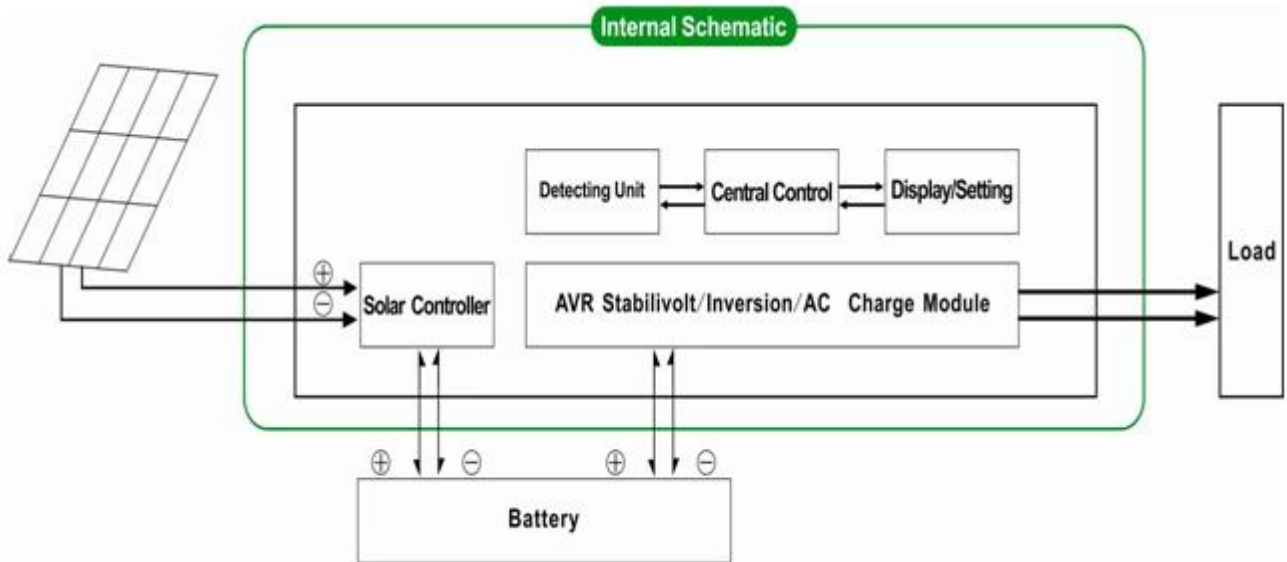 Internal Schematic
Detecting Unit
Central Control
Display/Setting
Load
⊕
⊖
Solar Controller
AVR Stabilivolt/Inversion/AC Charge Module
⊕ ⊖ ⊕ ⊖
Battery